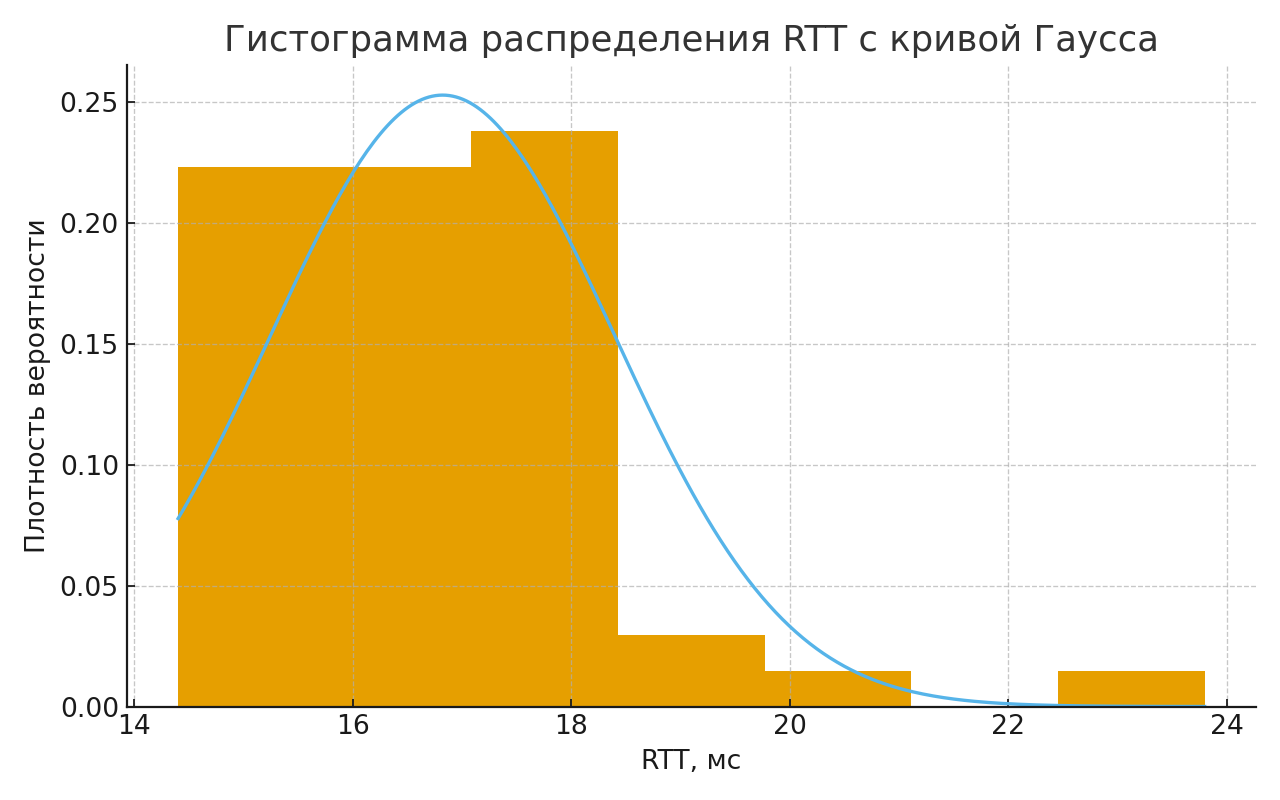 Гистограмма распределения RTT с кривой Гаусса
Плотность вероятности
0.25
0.20
0.15
0.10
0.05
0.00
14 16 18 20 22 24
RTT, мс